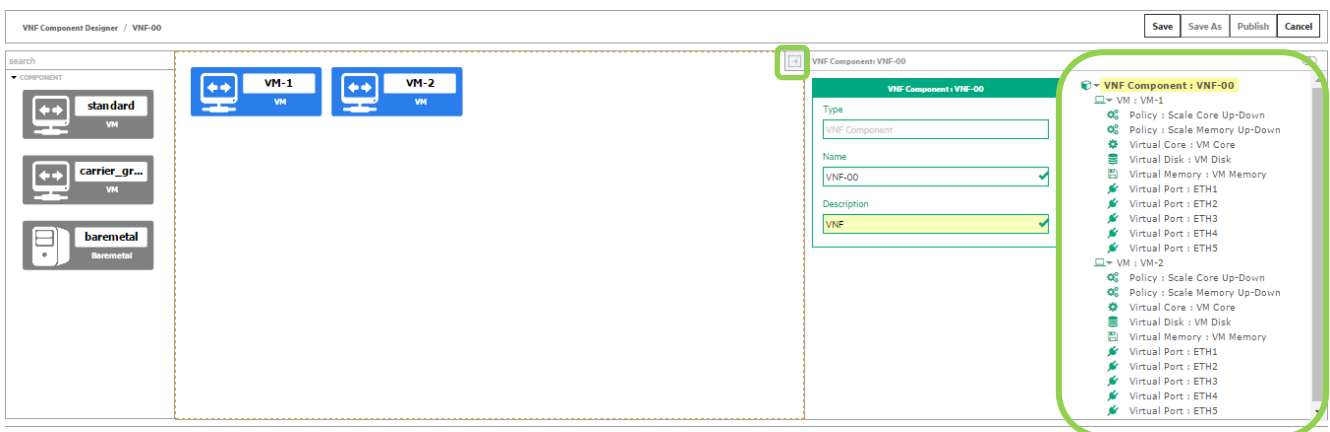 VNF Component Designer / VNF-00
Save Save As Publish Cancel
search
COMPONENT
standard
VM
carrier_gr...
VM
baremetal
Baremetal
VM-1
VM
VM-2
VM
VNF Component: VNF-00
VNF Component : VNF-00
Type
VNF Component
Name
VNF-00
Description
VNF
VNF Component : VNF-00
VM : VM-1
Policy : Scale Core Up-Down
Policy : Scale Memory Up-Down
Virtual Core : VM Core
Virtual Disk : VM Disk
Virtual Memory : VM Memory
Virtual Port : ETH1
Virtual Port : ETH2
Virtual Port : ETH3
Virtual Port : ETH4
Virtual Port : ETH5
VM : VM-2
Policy : Scale Core Up-Down
Policy : Scale Memory Up-Down
Virtual Core : VM Core
Virtual Disk : VM Disk
Virtual Memory : VM Memory
Virtual Port : ETH1
Virtual Port : ETH2
Virtual Port : ETH3
Virtual Port : ETH4
Virtual Port : ETH5